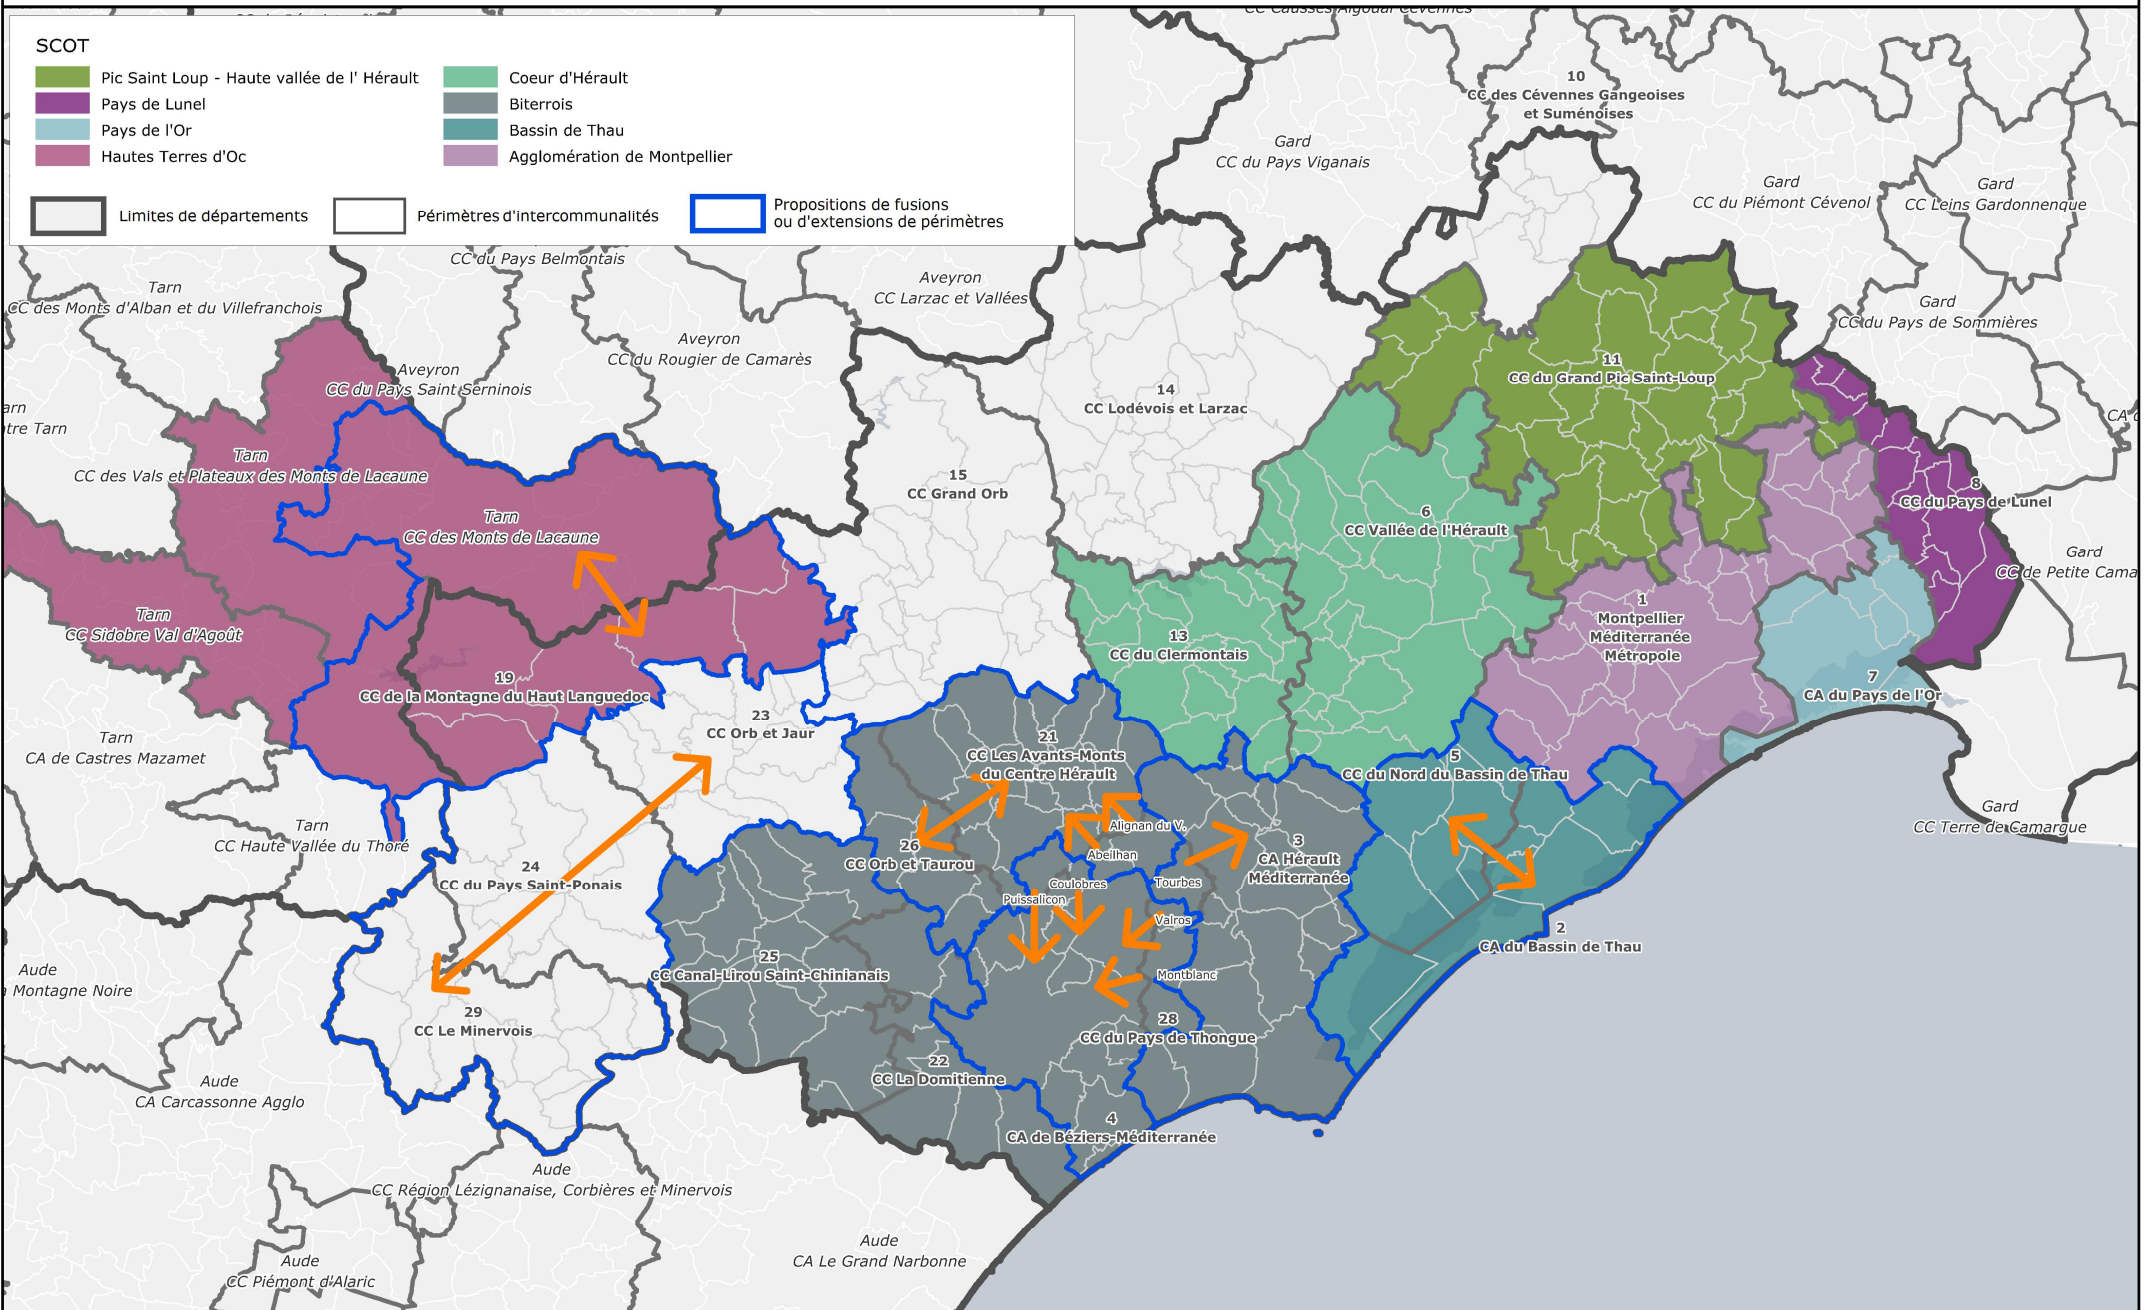 CC Causses Aigoual Cévennes
SCOT
Pic Saint Loup - Haute vallée de l' Hérault
Pays de Lunel
Pays de l'Or
Hautes Terres d'Oc
Coeur d'Hérault
Biterrois
Bassin de Thau
Agglomération de Montpellier
Limites de départements
Périmètres d'intercommunalités
Propositions de fusions
ou d'extensions de périmètres
10
CC des Cévennes Gangeoises
et Suménoises
Gard
CC du Pays Viganais
Gard
CC du Piémont Cévenol
Gard
CC Leins Gardonnenque
CC du Pays Belmontais
Tarn
CC des Monts d'Alban et du Villefranchois
Aveyron
CC Larzac et Vallées
Gard
CC du Pays de Sommières
Aveyron
CC du Rougier de Camarès
Aveyron
CC du Pays Saint Serninois
11
CC du Grand Pic Saint-Loup
14
CC Lodévois et Larzac
arn
tre Tarn
CA d
Tarn
CC des Vals et Plateaux des Monts de Lacaune
15
CC Grand Orb
8
CC du Pays de Lunel
6
CC Vallée de l'Hérault
Tarn
CC des Monts de Lacaune
Gard
CC de Petite Cama
1
Montpellier
Méditerranée
Métropole
Tarn
CC Sidobre Val d'Agoût
13
CC du Clermontais
19
CC de la Montagne du Haut Languedoc
7
CA du Pays de l'Or
23
CC Orb et Jaur
Tarn
CA de Castres Mazamet
21
CC Les Avants-Monts
du Centre Hérault
5
CC du Nord du Bassin de Thau
Gard
CC Terre de Camargue
Tarn
CC Haute Vallée du Thoré
Alignan du V.
26
CC Orb et Taurou
Abeilhan
3
CA Hérault
Méditerranée
24
CC du Pays Saint-Ponais
Coulobres
Tourbes
Puissalicon
Valros
2
CA du Bassin de Thau
25
CC Canal-Lirou Saint-Chinianais
Montblanc
Aude
a Montagne Noire
29
CC Le Minervois
28
CC du Pays de Thongue
22
CC La Domitienne
Aude
CA Carcassonne Agglo
4
CA de Béziers-Méditerranée
Aude
CC Région Lézignanaise, Corbières et Minervois
Aude
CA Le Grand Narbonne
Aude
CC Piémont d'Alaric